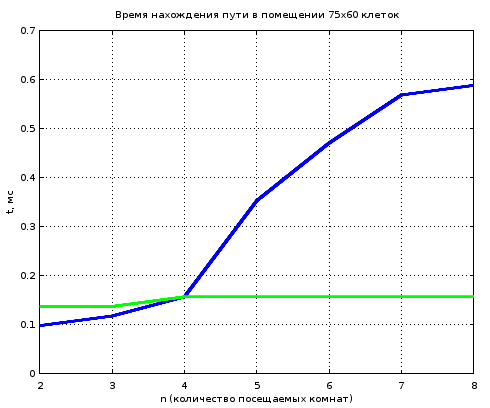 Время нахождения пути в помещении 75x60 клеток
0.7
0.6
0.5
0.4
0.3
0.2
0.1
0
t, мс
2 3 4 5 6 7 8
n (количество посещаемых комнат)